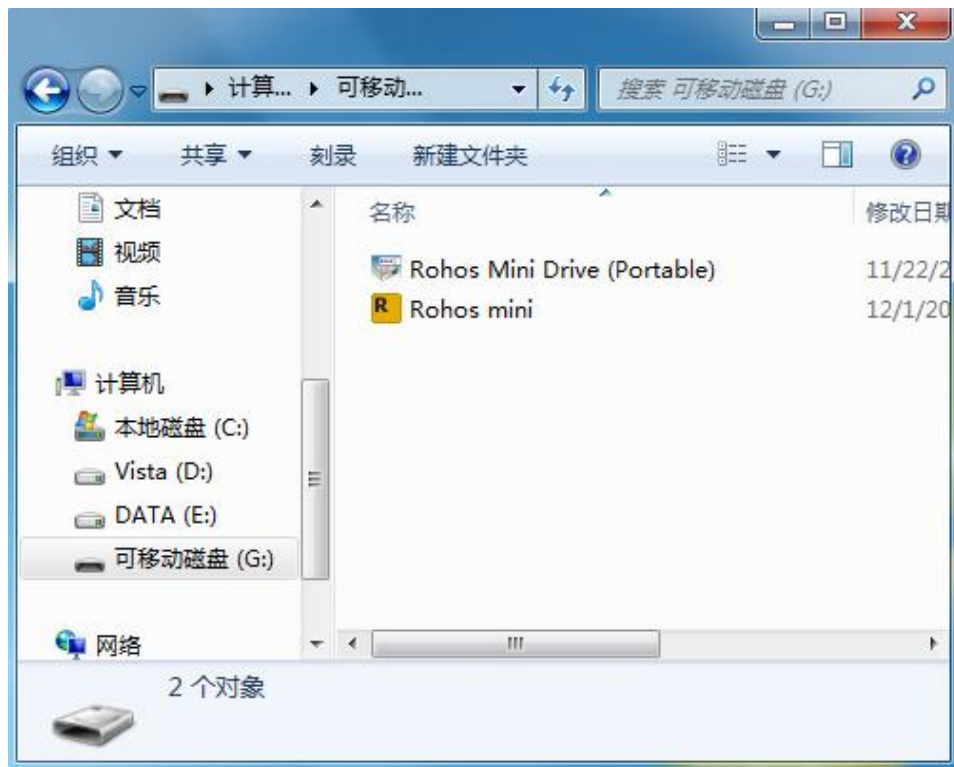 计算... 可移动...
搜索 可移动磁盘 (G:)
组织 共享 刻录 新建文件夹
文档
视频
音乐
计算机
本地磁盘 (C:)
Vista (D:)
DATA (E:)
可移动磁盘 (G:)
网络
名称 修改日期
Rohos Mini Drive (Portable) 11/22/2
R Rohos mini 12/1/20
2 个对象